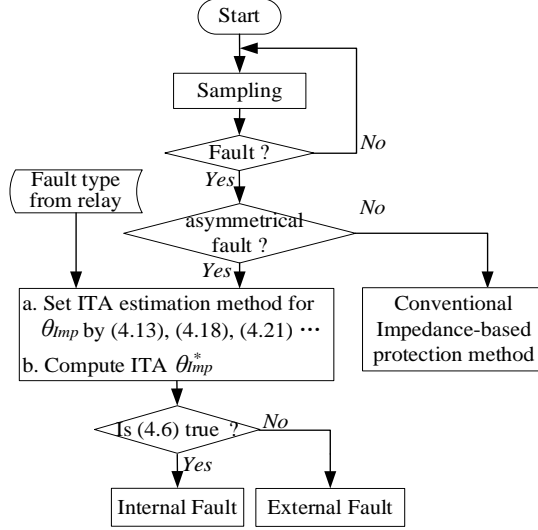 Start
Sampling
No
Fault ?
Yes
Fault type
from relay
No
asymmetrical
fault ?
Yes
a. Set ITA estimation method for
θImp by (4.13), (4.18), (4.21) ···
b. Compute ITA θ*Imp
Conventional
Impedance-based
protection method
No
Is (4.6) true ?
Yes
Internal Fault
External Fault